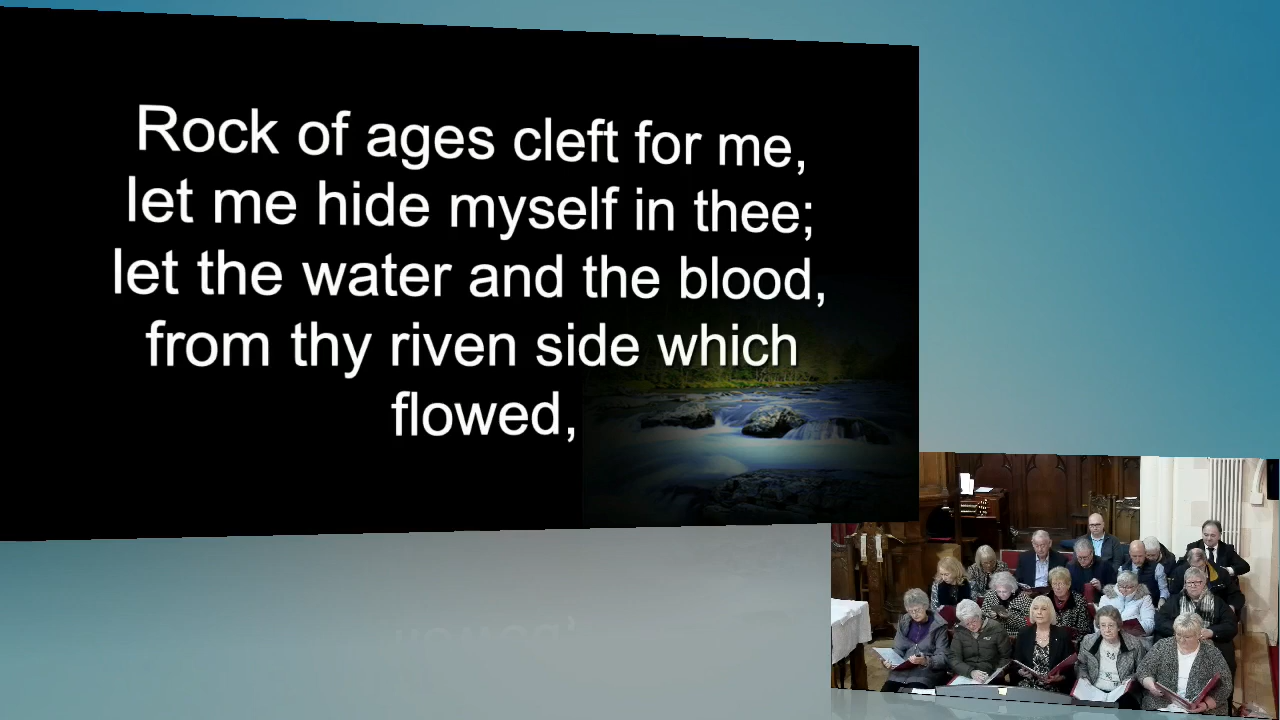 Rock of ages cleft for me,
let me hide myself in thee;
let the water and the blood,
from thy riven side which
flowed,